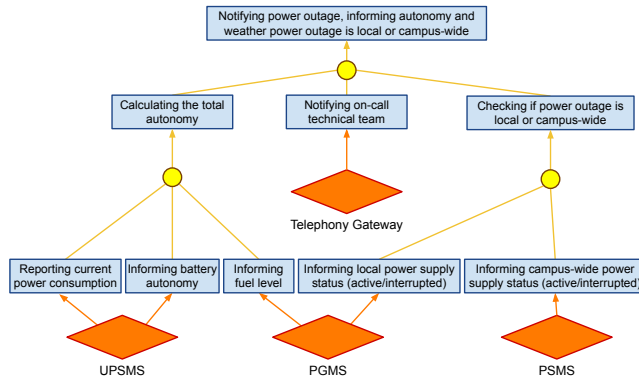 Notifying power outage, informing autonomy and
weather power outage is local or campus-wide
Calculating the total
autonomy
Notifying on-call
technical team
Checking if power outage is
local or campus-wide
Telephony Gateway
Reporting current
power consumption
Informing battery
autonomy
Informing
fuel level
Informing local power supply
status (active/interrupted)
Informing campus-wide power
supply status (active/interrupted)
UPSMS
PGMS
PSMS